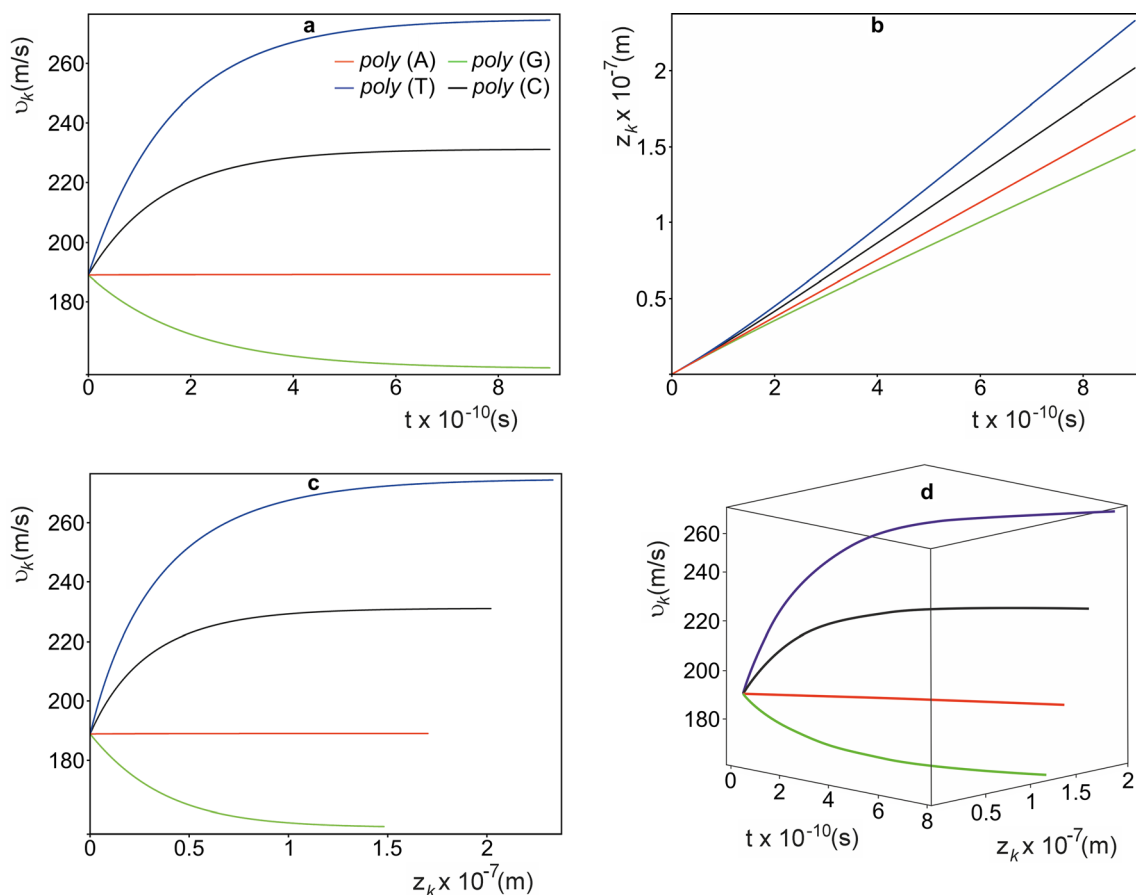 a
υk(m/s)
260
240
220
200
180
poly (A)
poly (G)
poly (T)
poly (C)
0
2
4
6
8
t x 10-10(s)
b
zk x 10-7(m)
2
1.5
1
0.5
0
2
4
6
8
t x 10-10(s)
c
υk(m/s)
260
240
220
200
180
0
0.5
1
1.5
2
zk x 10-7(m)
d
υk(m/s)
260
240
220
200
180
0
2
4
6
8
t x 10-10(s)
0.5
1
1.5
2
zk x 10-7(m)